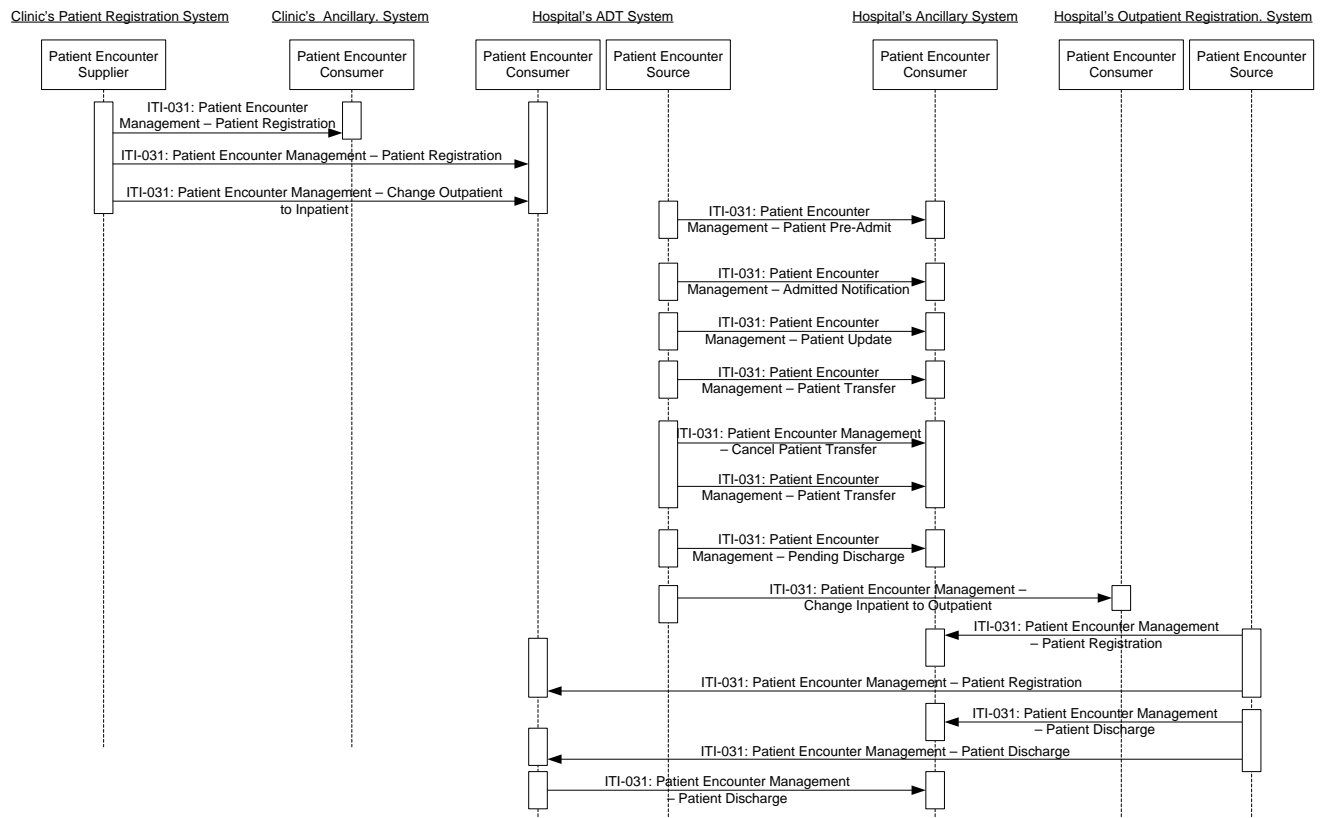 Clinic's Patient Registration System
Clinic's  Ancillary. System
Hospital's ADT System
Hospital's Ancillary System
Hospital's Outpatient Registration. System
Patient Encounter
Supplier
Patient Encounter
Consumer
Patient Encounter
Consumer
Patient Encounter
Source
Patient Encounter
Consumer
Patient Encounter
Consumer
Patient Encounter
Source
ITI-031: Patient Encounter
Management – Patient Registration
ITI-031: Patient Encounter Management – Patient Registration
ITI-031: Patient Encounter Management – Change Outpatient
to Inpatient
ITI-031: Patient Encounter
Management – Patient Pre-Admit
ITI-031: Patient Encounter
Management – Admitted Notification
ITI-031: Patient Encounter
Management – Patient Update
ITI-031: Patient Encounter
Management – Patient Transfer
ITI-031: Patient Encounter Management
– Cancel Patient Transfer
ITI-031: Patient Encounter
Management – Patient Transfer
ITI-031: Patient Encounter
Management – Pending Discharge
ITI-031: Patient Encounter Management –
Change Inpatient to Outpatient
ITI-031: Patient Encounter Management
– Patient Registration
ITI-031: Patient Encounter Management – Patient Registration
ITI-031: Patient Encounter Management
– Patient Discharge
ITI-031: Patient Encounter Management – Patient Discharge
ITI-031: Patient Encounter Management
– Patient Discharge